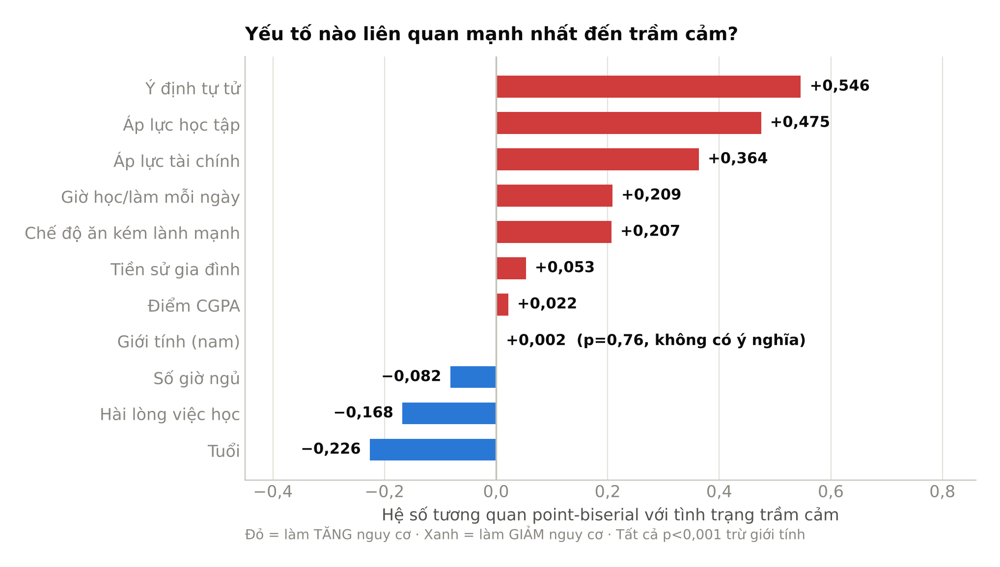 Yếu tố nào liên quan mạnh nhất đến trầm cảm?
Ý định tự tử +0,546
Áp lực học tập +0,475
Áp lực tài chính +0,364
Giờ học/làm mỗi ngày +0,209
Chế độ ăn kém lành mạnh +0,207
Tiền sử gia đình +0,053
Điểm CGPA +0,022
Giới tính (nam) +0,002 (p=0,76, không có ý nghĩa)
Số giờ ngủ −0,082
Hài lòng việc học −0,168
Tuổi −0,226
−0,4 −0,2 0,0 0,2 0,4 0,6 0,8
Hệ số tương quan point-biserial với tình trạng trầm cảm
Đỏ = làm TĂNG nguy cơ · Xanh = làm GIẢM nguy cơ · Tất cả p<0,001 trừ giới tính